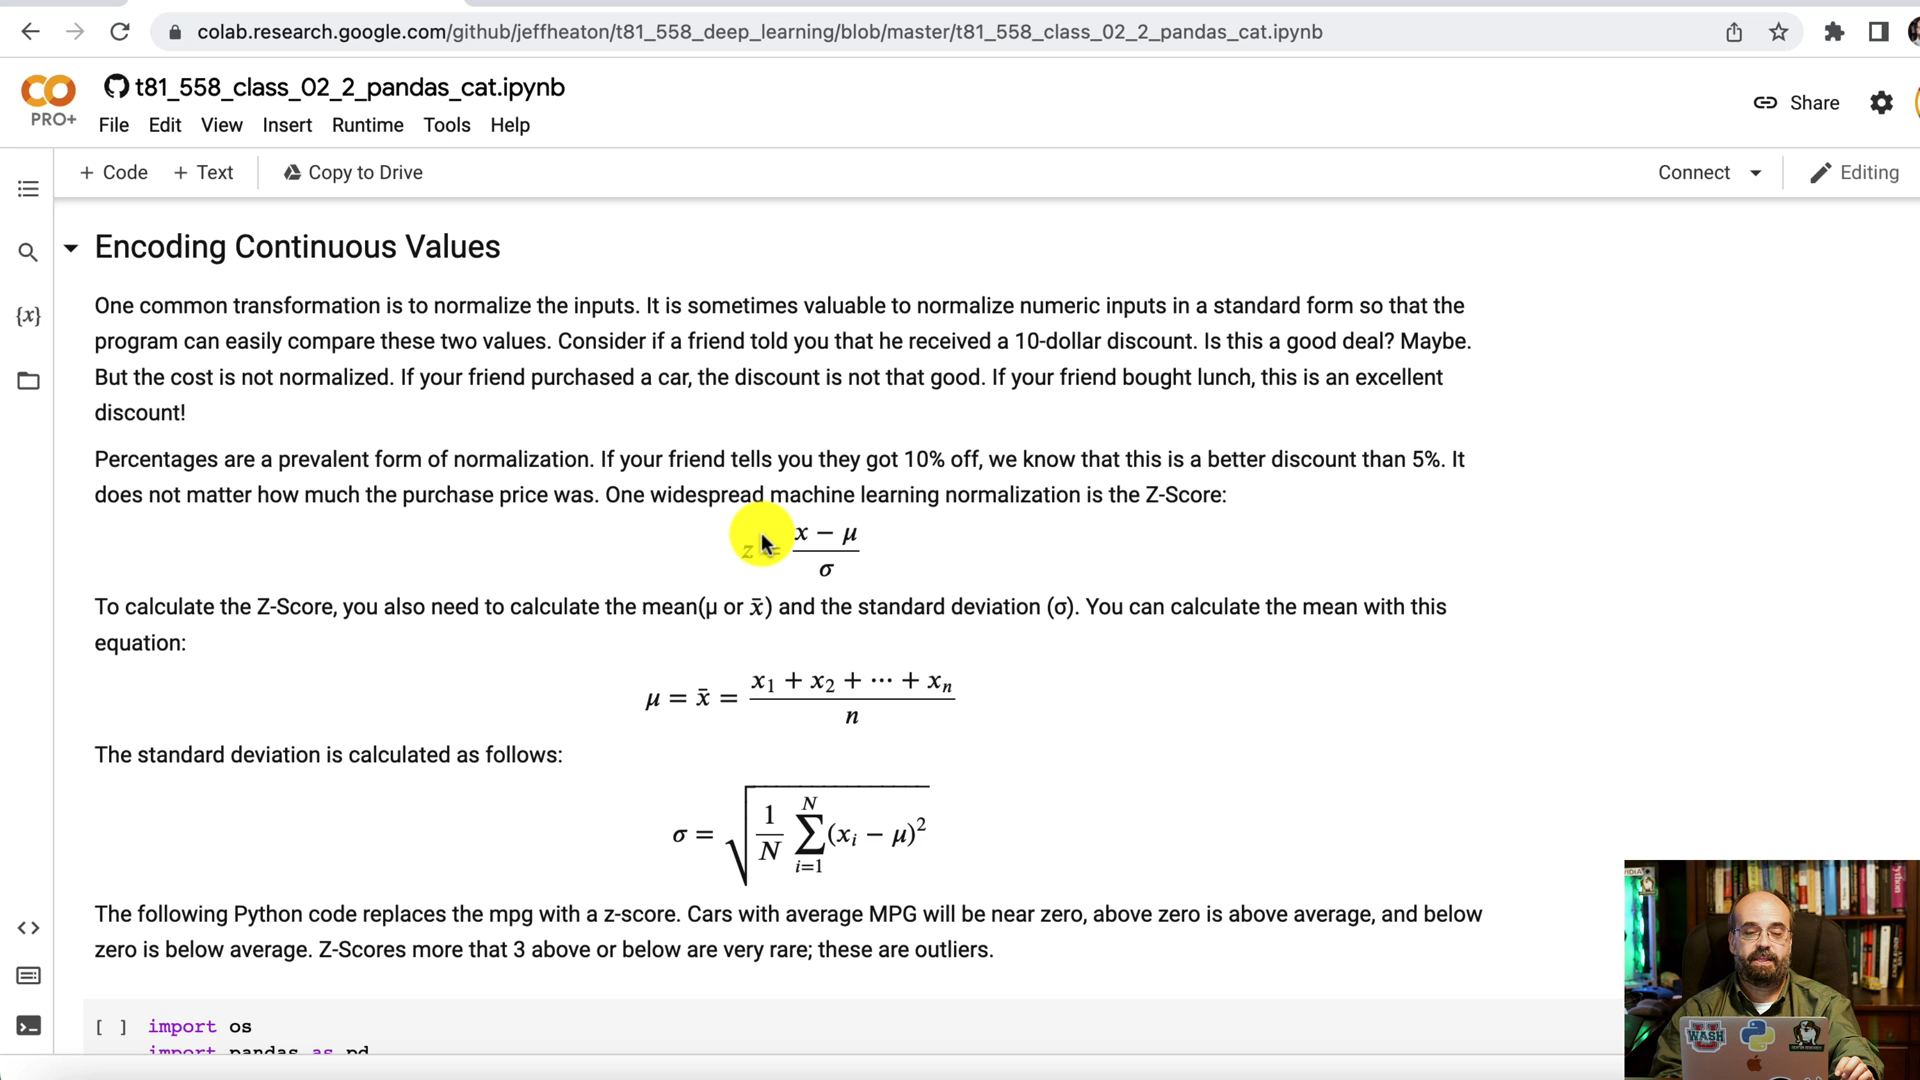 colab.research.google.com/github/jeffheaton/t81_558_deep_learning/blob/master/t81_558_class_02_2_pandas_cat.ipynb
t81_558_class_02_2_pandas_cat.ipynb
PRO+
File Edit View Insert Runtime Tools Help
Share
+ Code + Text Copy to Drive
Connect
Editing
{x}
Encoding Continuous Values
One common transformation is to normalize the inputs. It is sometimes valuable to normalize numeric inputs in a standard form so that the
program can easily compare these two values. Consider if a friend told you that he received a 10-dollar discount. Is this a good deal? Maybe.
But the cost is not normalized. If your friend purchased a car, the discount is not that good. If your friend bought lunch, this is an excellent
discount!
Percentages are a prevalent form of normalization. If your friend tells you they got 10% off, we know that this is a better discount than 5%. It
does not matter how much the purchase price was. One widespread machine learning normalization is the Z-Score:
z = x − μ
σ
To calculate the Z-Score, you also need to calculate the mean(μ or x̄) and the standard deviation (σ). You can calculate the mean with this
equation:
μ = x̄ = x₁ + x₂ + ⋯ + xₙ
n
The standard deviation is calculated as follows:
σ = √ 1/N ∑ᵢ₌₁ᴺ (xᵢ − μ)²
The following Python code replaces the mpg with a z-score. Cars with average MPG will be near zero, above zero is above average, and below
zero is below average. Z-Scores more that 3 above or below are very rare; these are outliers.
[ ] import os
import pandas as pd
WASH